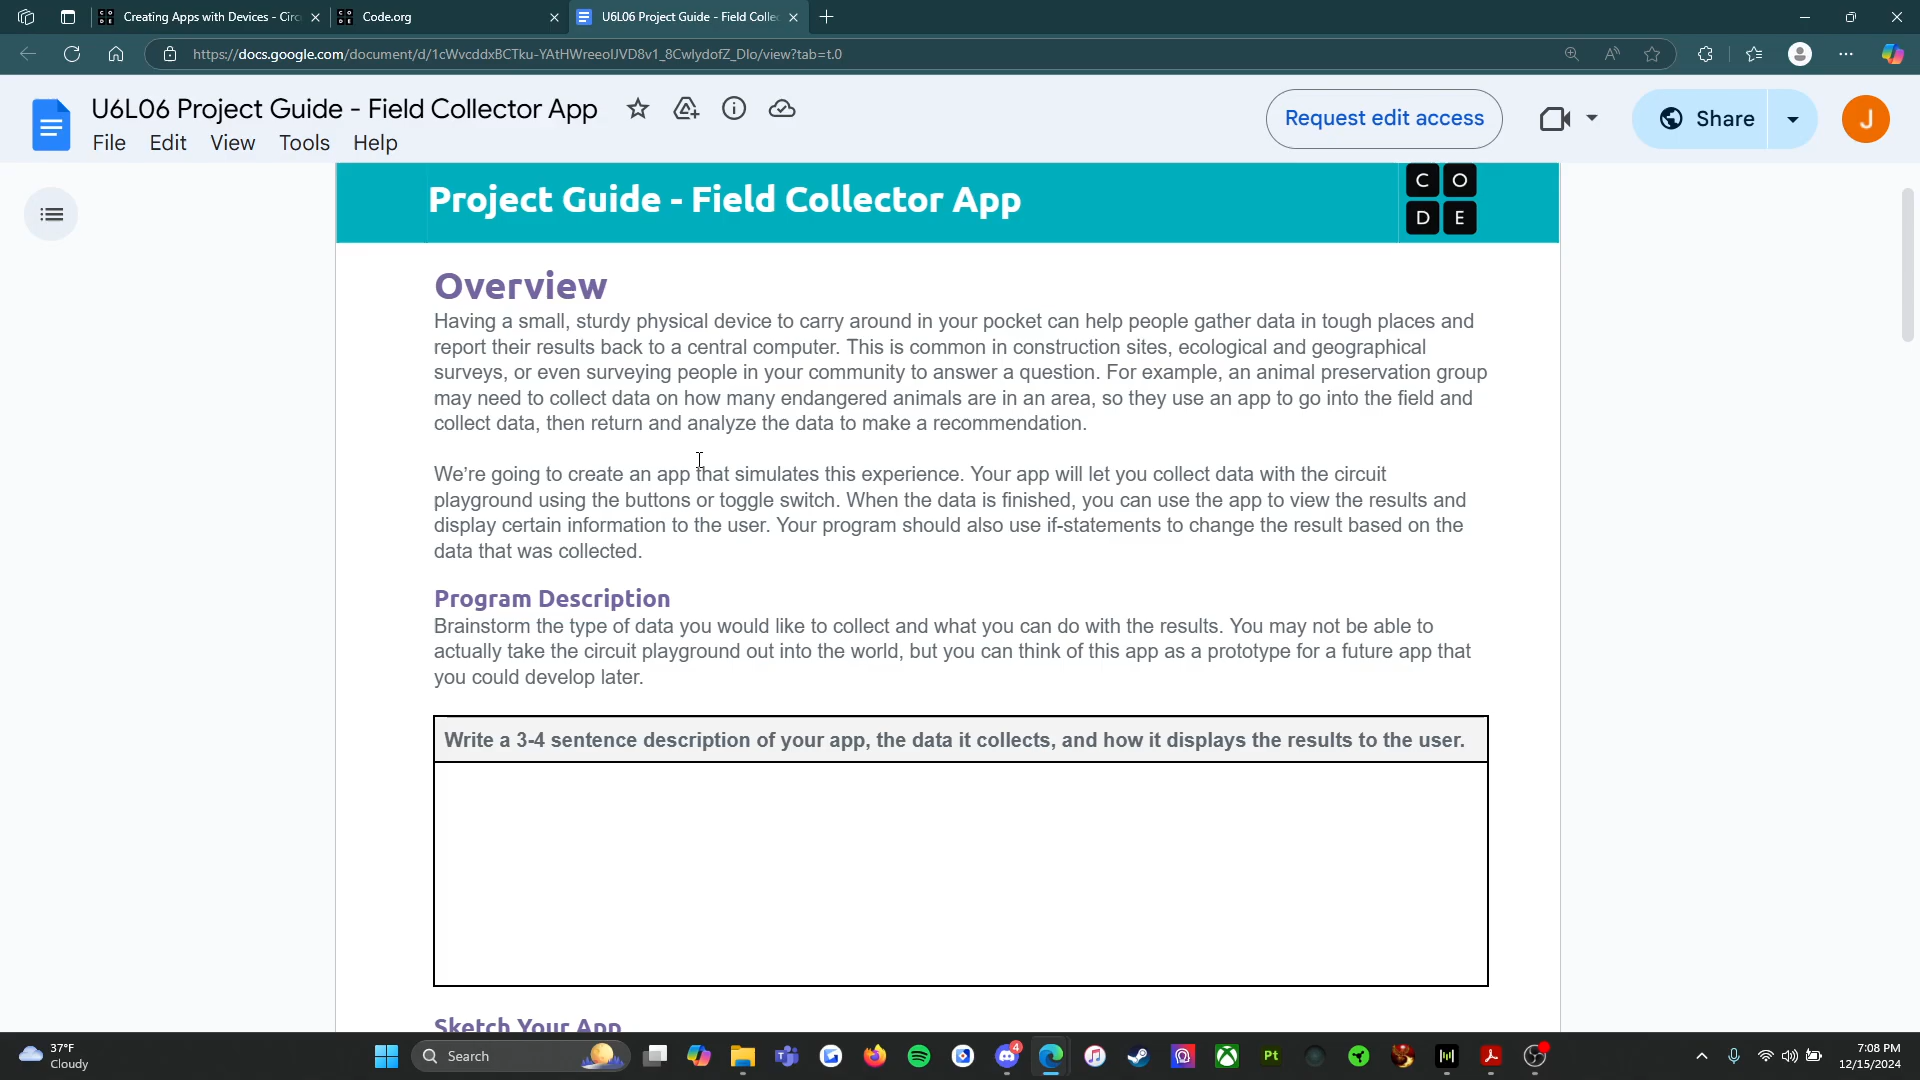 Creating Apps with Devices - Circ
Code.org
U6L06 Project Guide - Field Collec
https://docs.google.com/document/d/1cWvcddxBCTku-YAtHWreeoIJVD8v1_8CwlydofZ_DIo/view?tab=t.0
U6L06 Project Guide - Field Collector App
File Edit View Tools Help
Request edit access
Share
J
Project Guide - Field Collector App
C O
D E
Overview
Having a small, sturdy physical device to carry around in your pocket can help people gather data in tough places and
report their results back to a central computer. This is common in construction sites, ecological and geographical
surveys, or even surveying people in your community to answer a question. For example, an animal preservation group
may need to collect data on how many endangered animals are in an area, so they use an app to go into the field and
collect data, then return and analyze the data to make a recommendation.
We're going to create an app that simulates this experience. Your app will let you collect data with the circuit
playground using the buttons or toggle switch. When the data is finished, you can use the app to view the results and
display certain information to the user. Your program should also use if-statements to change the result based on the
data that was collected.
Program Description
Brainstorm the type of data you would like to collect and what you can do with the results. You may not be able to
actually take the circuit playground out into the world, but you can think of this app as a prototype for a future app that
you could develop later.
Write a 3-4 sentence description of your app, the data it collects, and how it displays the results to the user.
Sketch Your App
37°F
Cloudy
Search
4
Pt
7:08 PM
12/15/2024